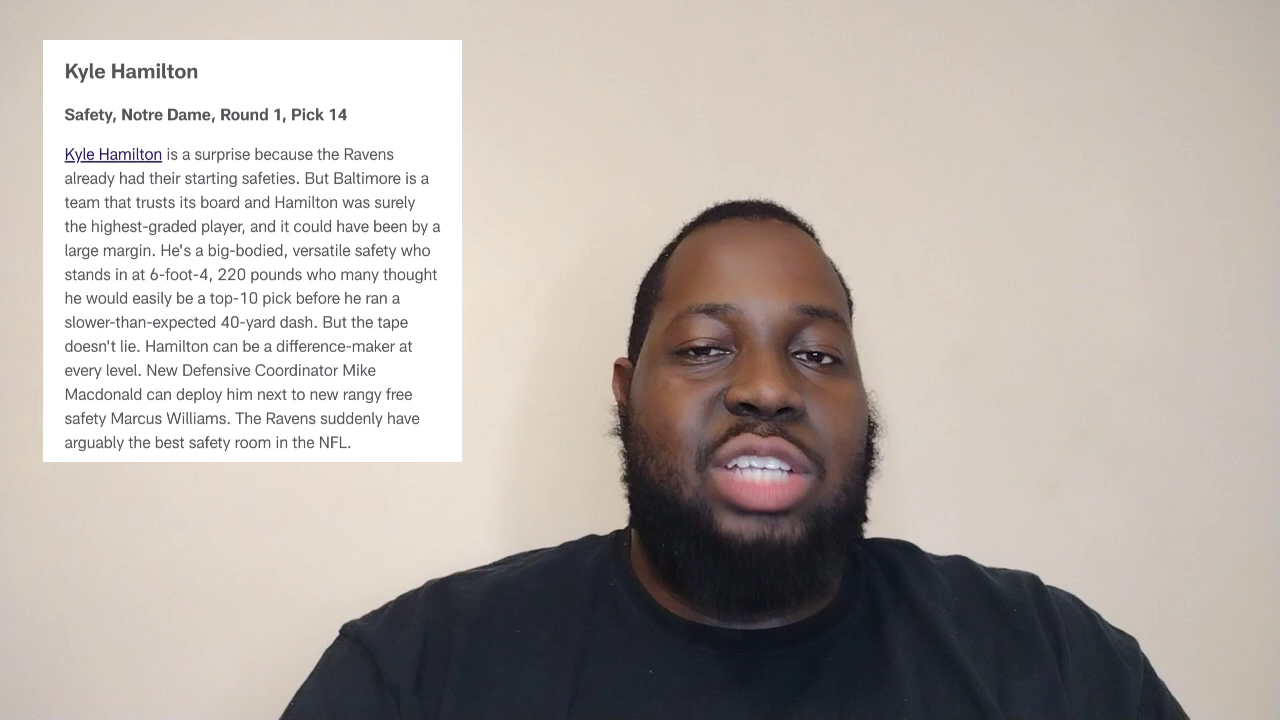 Kyle Hamilton
Safety, Notre Dame, Round 1, Pick 14
Kyle Hamilton is a surprise because the Ravens
already had their starting safeties. But Baltimore is a
team that trusts its board and Hamilton was surely
the highest-graded player, and it could have been by a
large margin. He's a big-bodied, versatile safety who
stands in at 6-foot-4, 220 pounds who many thought
he would easily be a top-10 pick before he ran a
slower-than-expected 40-yard dash. But the tape
doesn't lie. Hamilton can be a difference-maker at
every level. New Defensive Coordinator Mike
Macdonald can deploy him next to new rangy free
safety Marcus Williams. The Ravens suddenly have
arguably the best safety room in the NFL.